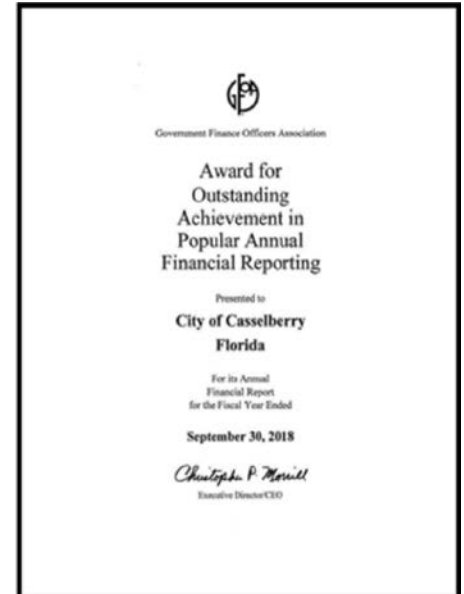 GFOA
Government Finance Officers Association
Award for
Outstanding
Achievement in
Popular Annual
Financial Reporting
Presented to
City of Casselberry
Florida
For its Annual
Financial Report
for the Fiscal Year Ended
September 30, 2018
Christopher P. Morrill
Executive Director/CEO